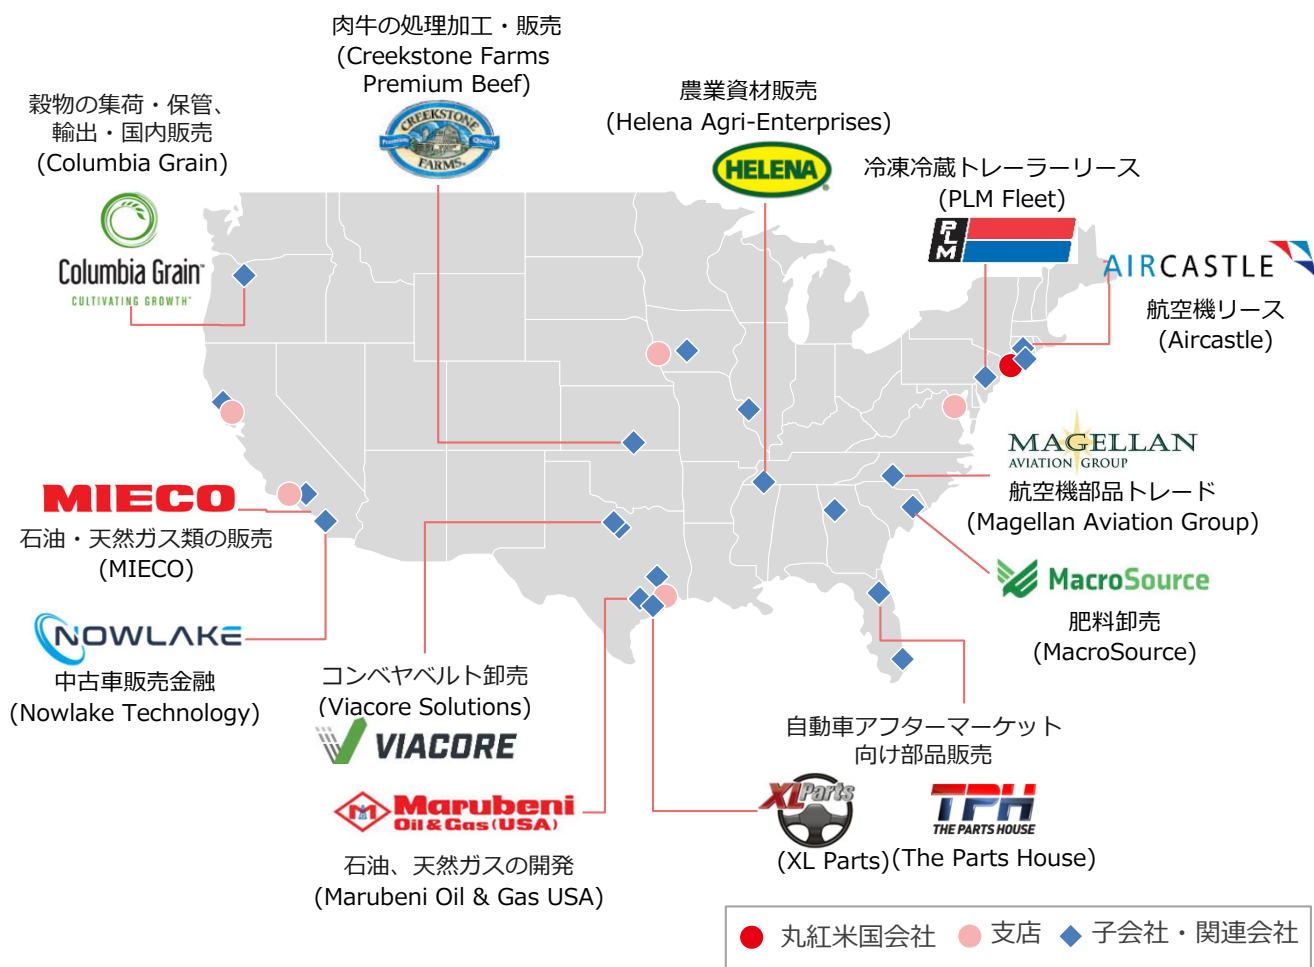 肉牛の処理加工・販売
(Creekstone Farms
Premium Beef)
CREEKSTONE
Premium Quality
FARMS.
穀物の集荷・保管、
輸出・国内販売
(Columbia Grain)
Columbia Grain™
CULTIVATING GROWTH™
農業資材販売
(Helena Agri-Enterprises)
HELENA®
冷凍冷蔵トレーラーリース
(PLM Fleet)
PLM
AIRCASTLE
航空機リース
(Aircastle)
MAGELLAN
AVIATION GROUP
航空機部品トレード
(Magellan Aviation Group)
MacroSource
肥料卸売
(MacroSource)
MIECO
石油・天然ガス類の販売
(MIECO)
NOWLAKE
中古車販売金融
(Nowlake Technology)
コンベヤベルト卸売
(Viacore Solutions)
VIACORE
Marubeni
Oil & Gas (USA)
石油、天然ガスの開発
(Marubeni Oil & Gas USA)
自動車アフターマーケット
向け部品販売
XL Parts
(XL Parts)
TPH
THE PARTS HOUSE
(The Parts House)
丸紅米国会社 支店 子会社・関連会社